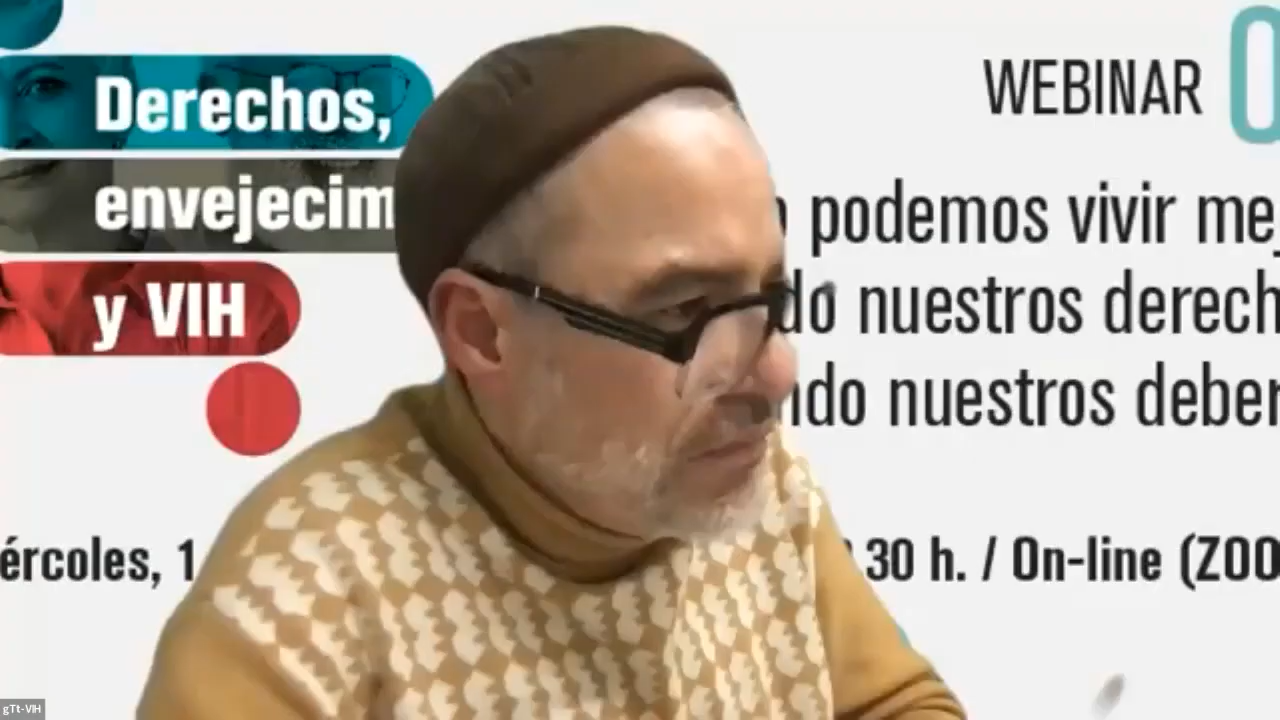 Derechos,
envejecim
y VIH
WEBINAR
podemos vivir me
do nuestros derech
ndo nuestros deber
ércoles, 1
30 h. / On-line (ZOO
gTt-VIH